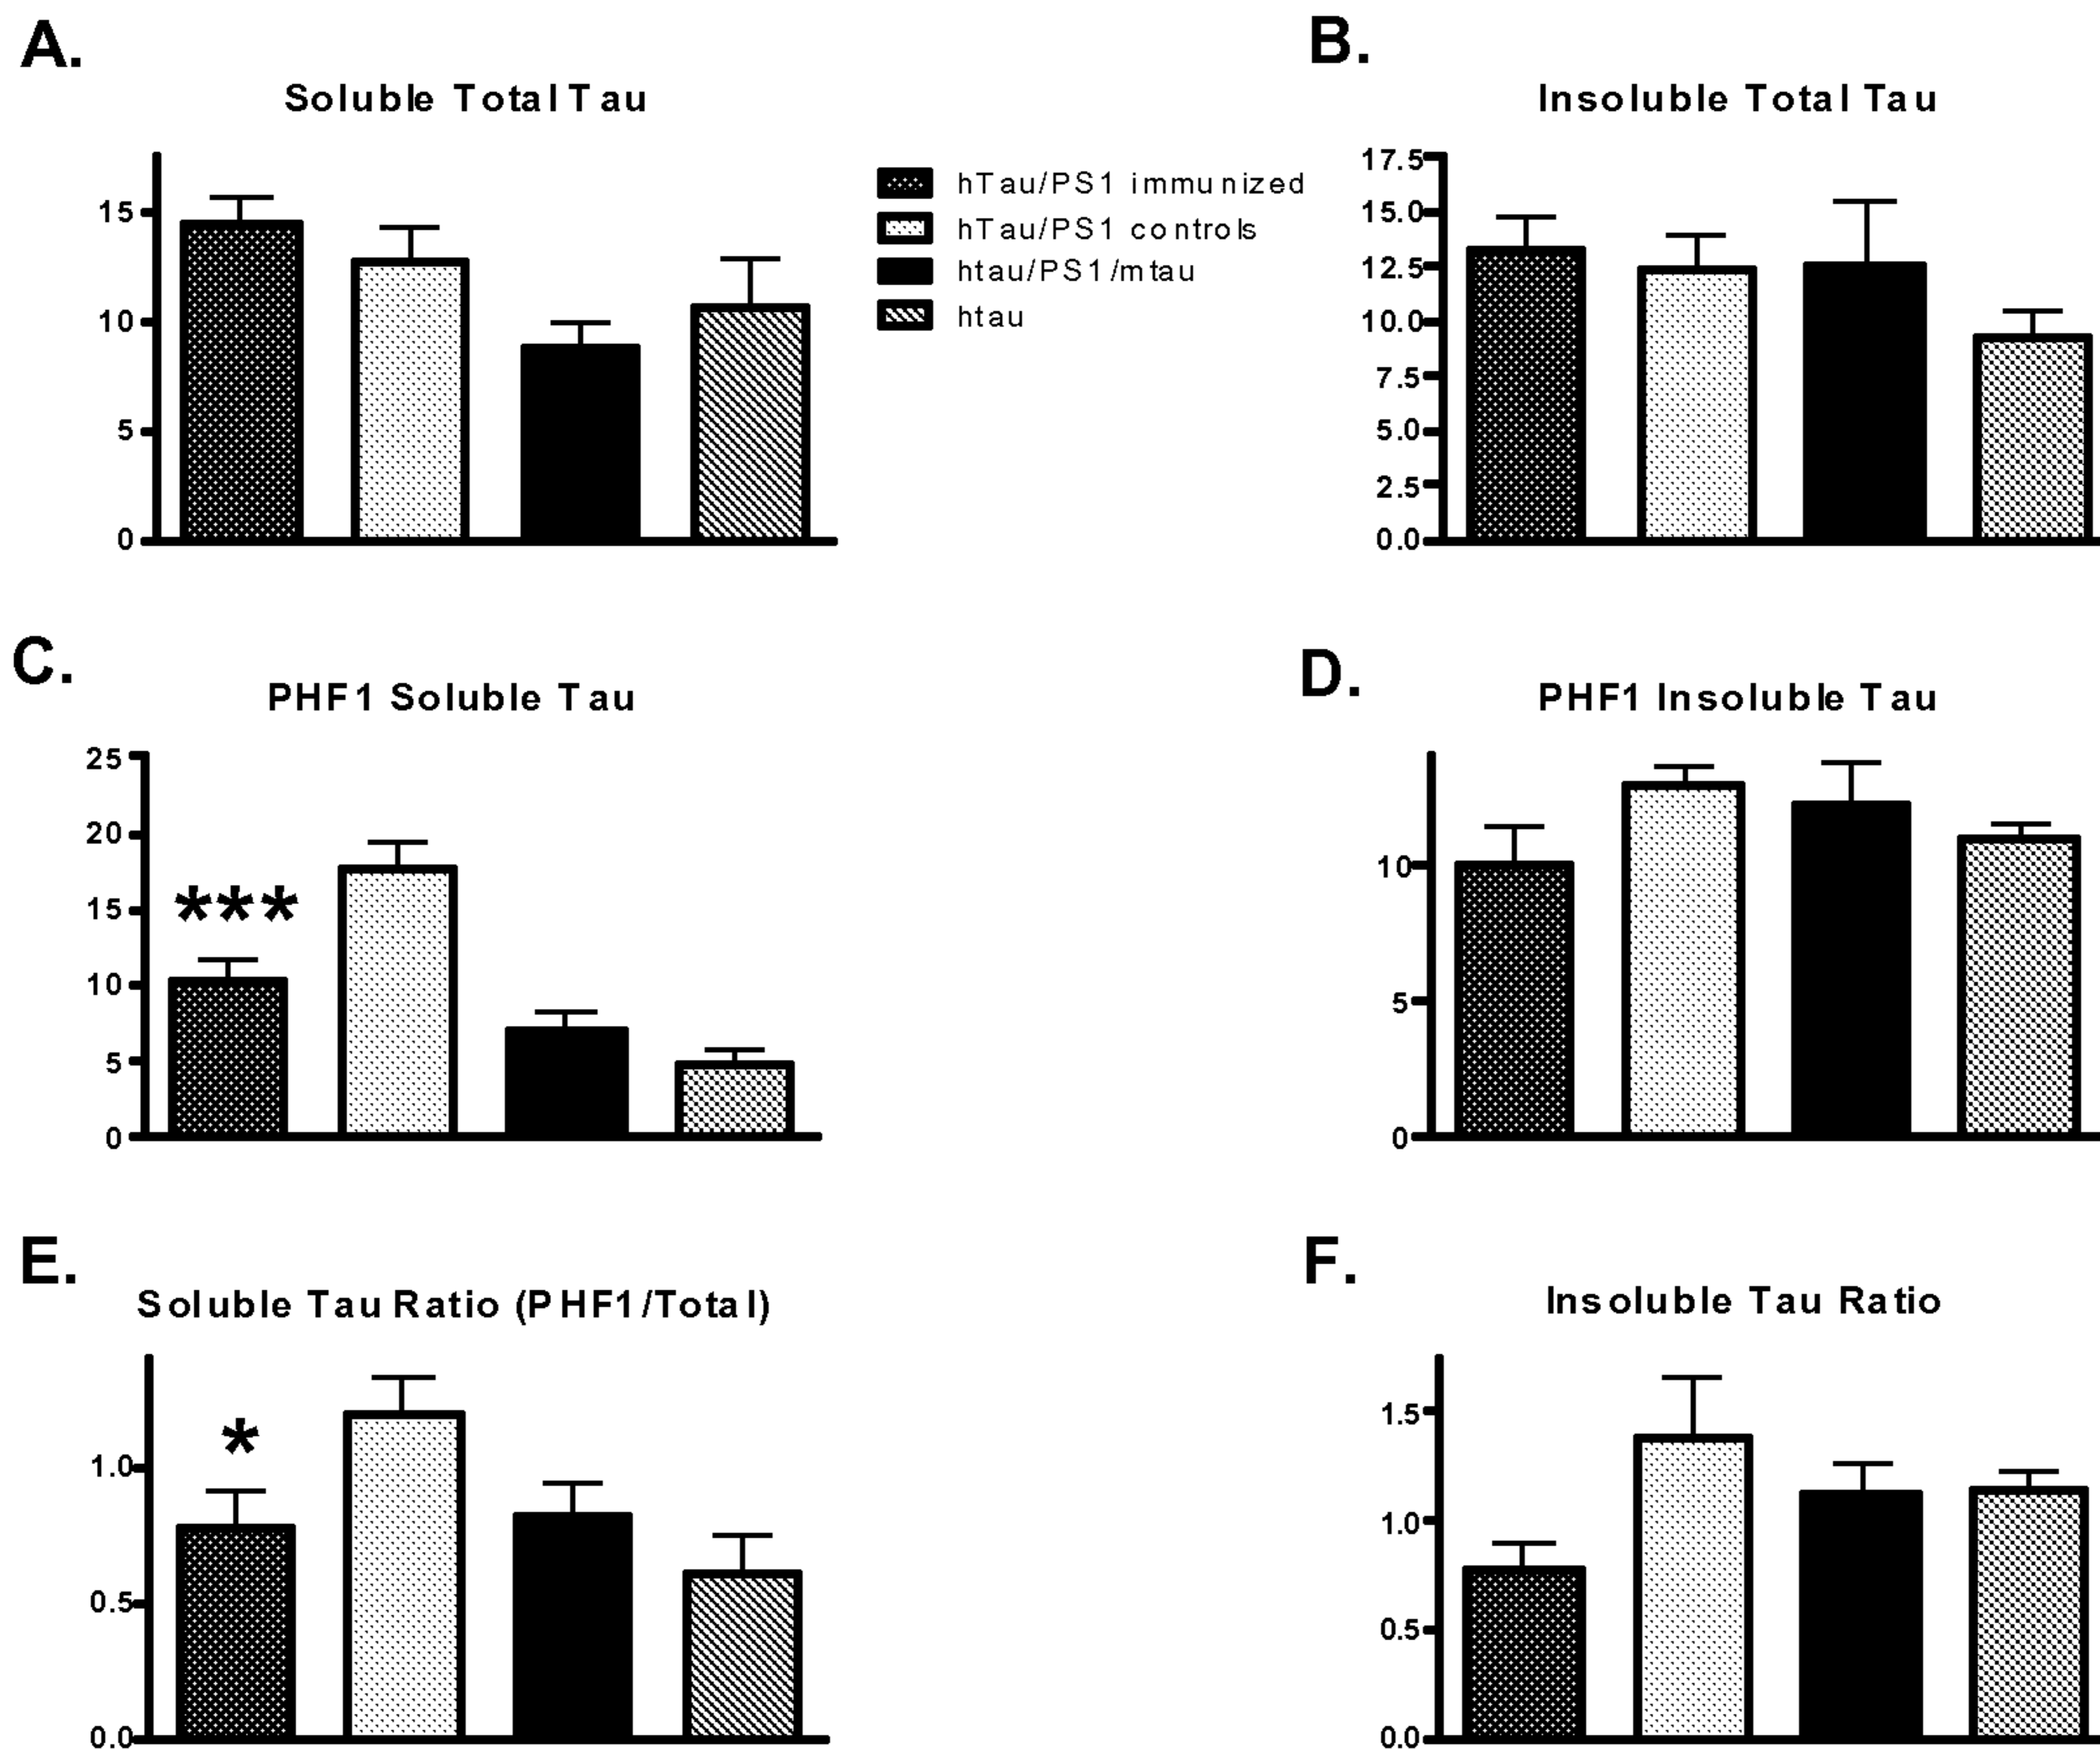 A.
Soluble Total Tau
15
10
5
0
hTau/PS1 immunized
hTau/PS1 controls
htau/PS1/mtau
htau
B.
Insoluble Total Tau
17.5
15.0
12.5
10.0
7.5
5.0
2.5
0.0
C.
PHF1 Soluble Tau
25
20
15
10
5
0
***
D.
PHF1 Insoluble Tau
10
5
0
E.
Soluble Tau Ratio (PHF1/Total)
1.0
0.5
0.0
*
F.
Insoluble Tau Ratio
1.5
1.0
0.5
0.0